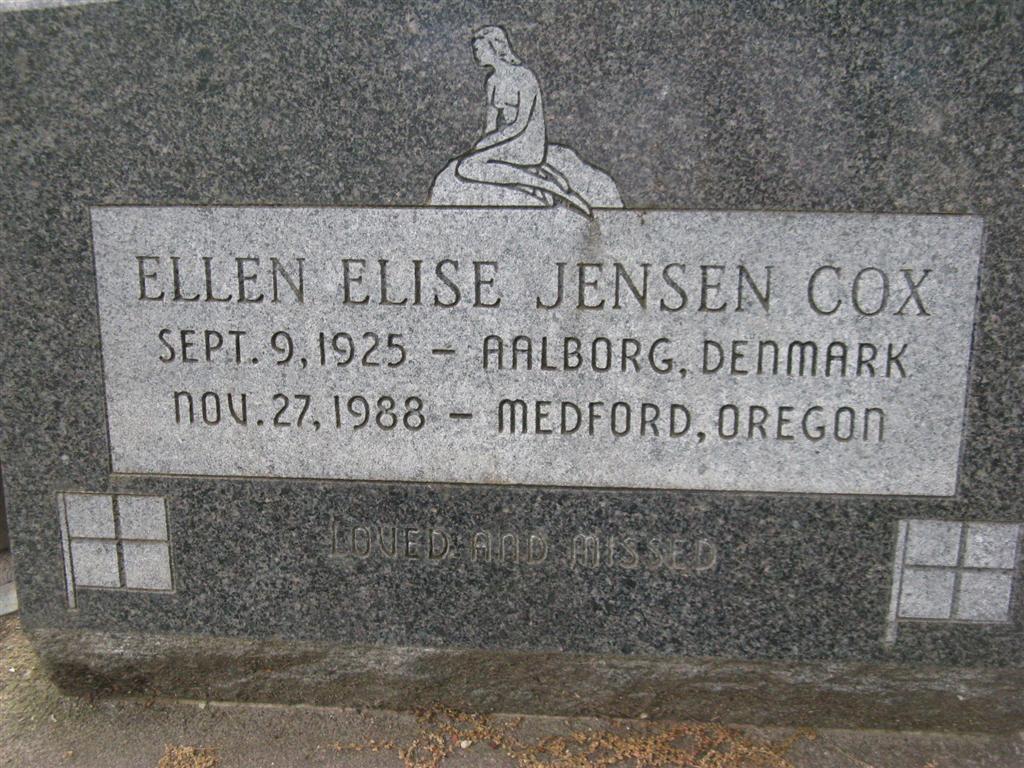 ELLEN ELISE JENSEN COX
SEPT. 9, 1925 - AALBORG, DENMARK
NOV. 27, 1988 - MEDFORD, OREGON
LOVED AND MISSED